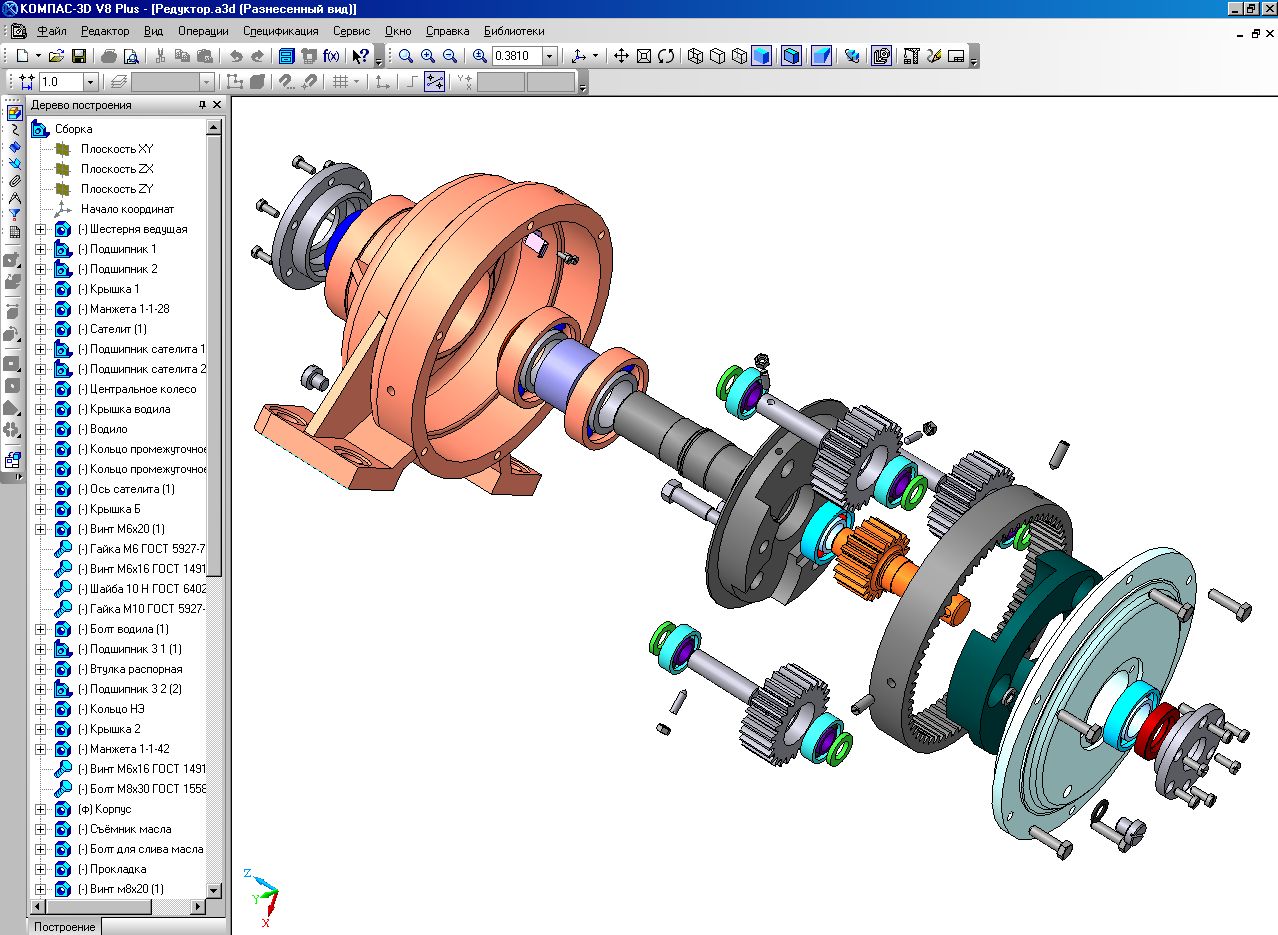 КОМПАС-3D V8 Plus - [Редуктор.a3d (Разнесенный вид)]
Файл Редактор Вид Операции Спецификация Сервис Окно Справка Библиотеки
f(x) 0.3810
1.0
Дерево построения
Сборка
Плоскость XY
Плоскость ZX
Плоскость ZY
Начало координат
(-) Шестерня ведущая
(-) Подшипник 1
(-) Подшипник 2
(-) Крышка 1
(-) Манжета 1-1-28
(-) Сателит (1)
(-) Подшипник сателита 1
(-) Подшипник сателита 2
(-) Центральное колесо
(-) Крышка водила
(-) Водило
(-) Кольцо промежуточное
(-) Кольцо промежуточное
(-) Ось сателита (1)
(-) Крышка Б
(-) Винт М6х20 (1)
(-) Гайка М6 ГОСТ 5927-7
(-) Винт М6х16 ГОСТ 1491
(-) Шайба 10 Н ГОСТ 6402
(-) Гайка М10 ГОСТ 5927-
(-) Болт водила (1)
(-) Подшипник 3 1 (1)
(-) Втулка распорная
(-) Подшипник 3 2 (2)
(-) Кольцо НЭ
(-) Крышка 2
(-) Манжета 1-1-42
(-) Винт М6х16 ГОСТ 1491
(-) Болт М8х30 ГОСТ 1558
(ф) Корпус
(-) Съёмник масла
(-) Болт для слива масла
(-) Прокладка
(-) Винт м8х20 (1)
Построение
Z
Y
X